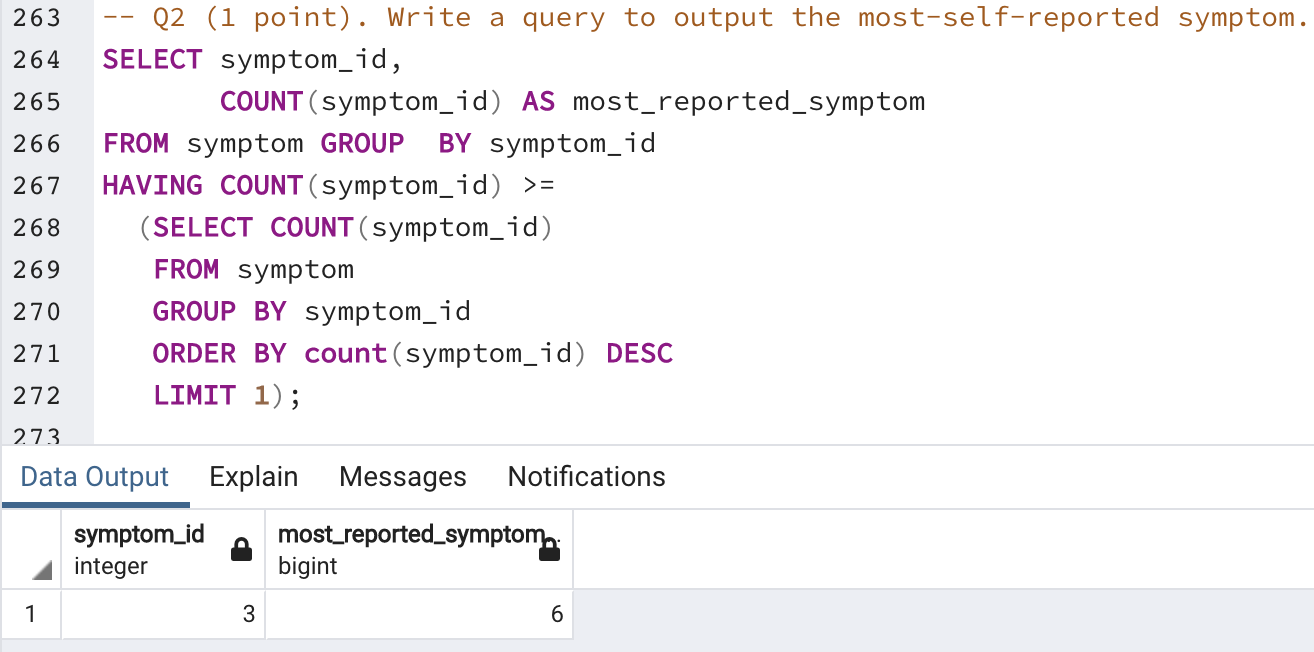 263 -- Q2 (1 point). Write a query to output the most-self-reported symptom.
264 SELECT symptom_id,
265 COUNT(symptom_id) AS most_reported_symptom
266 FROM symptom GROUP  BY symptom_id
267 HAVING COUNT(symptom_id) >=
268 (SELECT COUNT(symptom_id)
269 FROM symptom
270 GROUP BY symptom_id
271 ORDER BY count(symptom_id) DESC
272 LIMIT 1);
273
Data Output Explain Messages Notifications
symptom_id most_reported_symptom
integer bigint
1 3 6